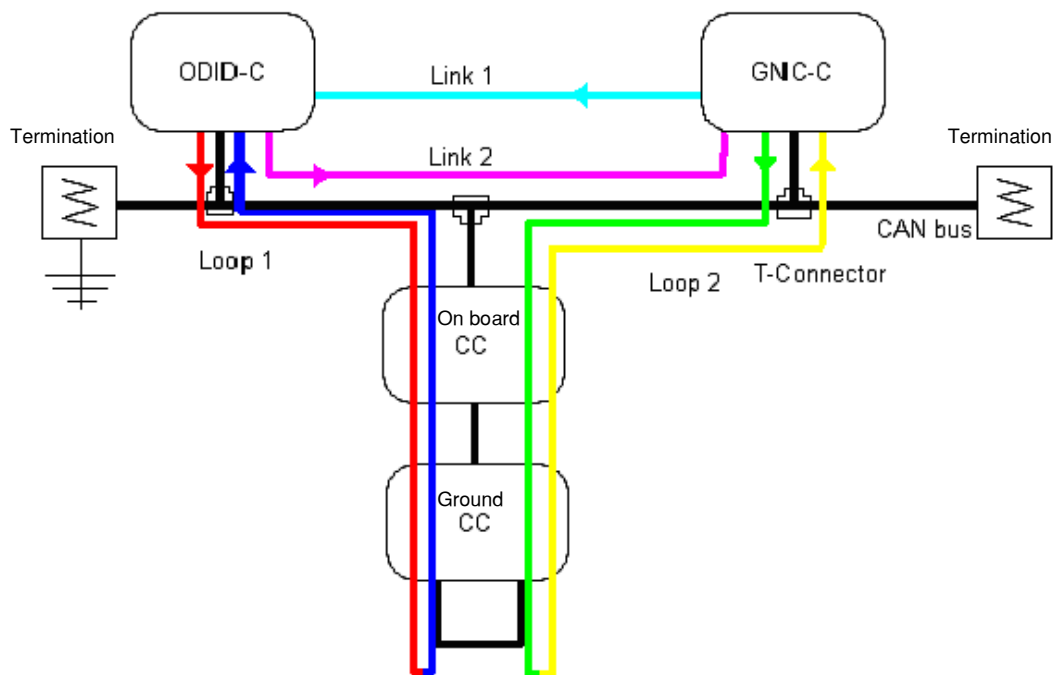 ODID-C
GNIC-C
Link 1
Termination
Termination
Link 2
CAN bus
Loop 1
Loop 2
T-Connector
On board
CC
Ground
CC